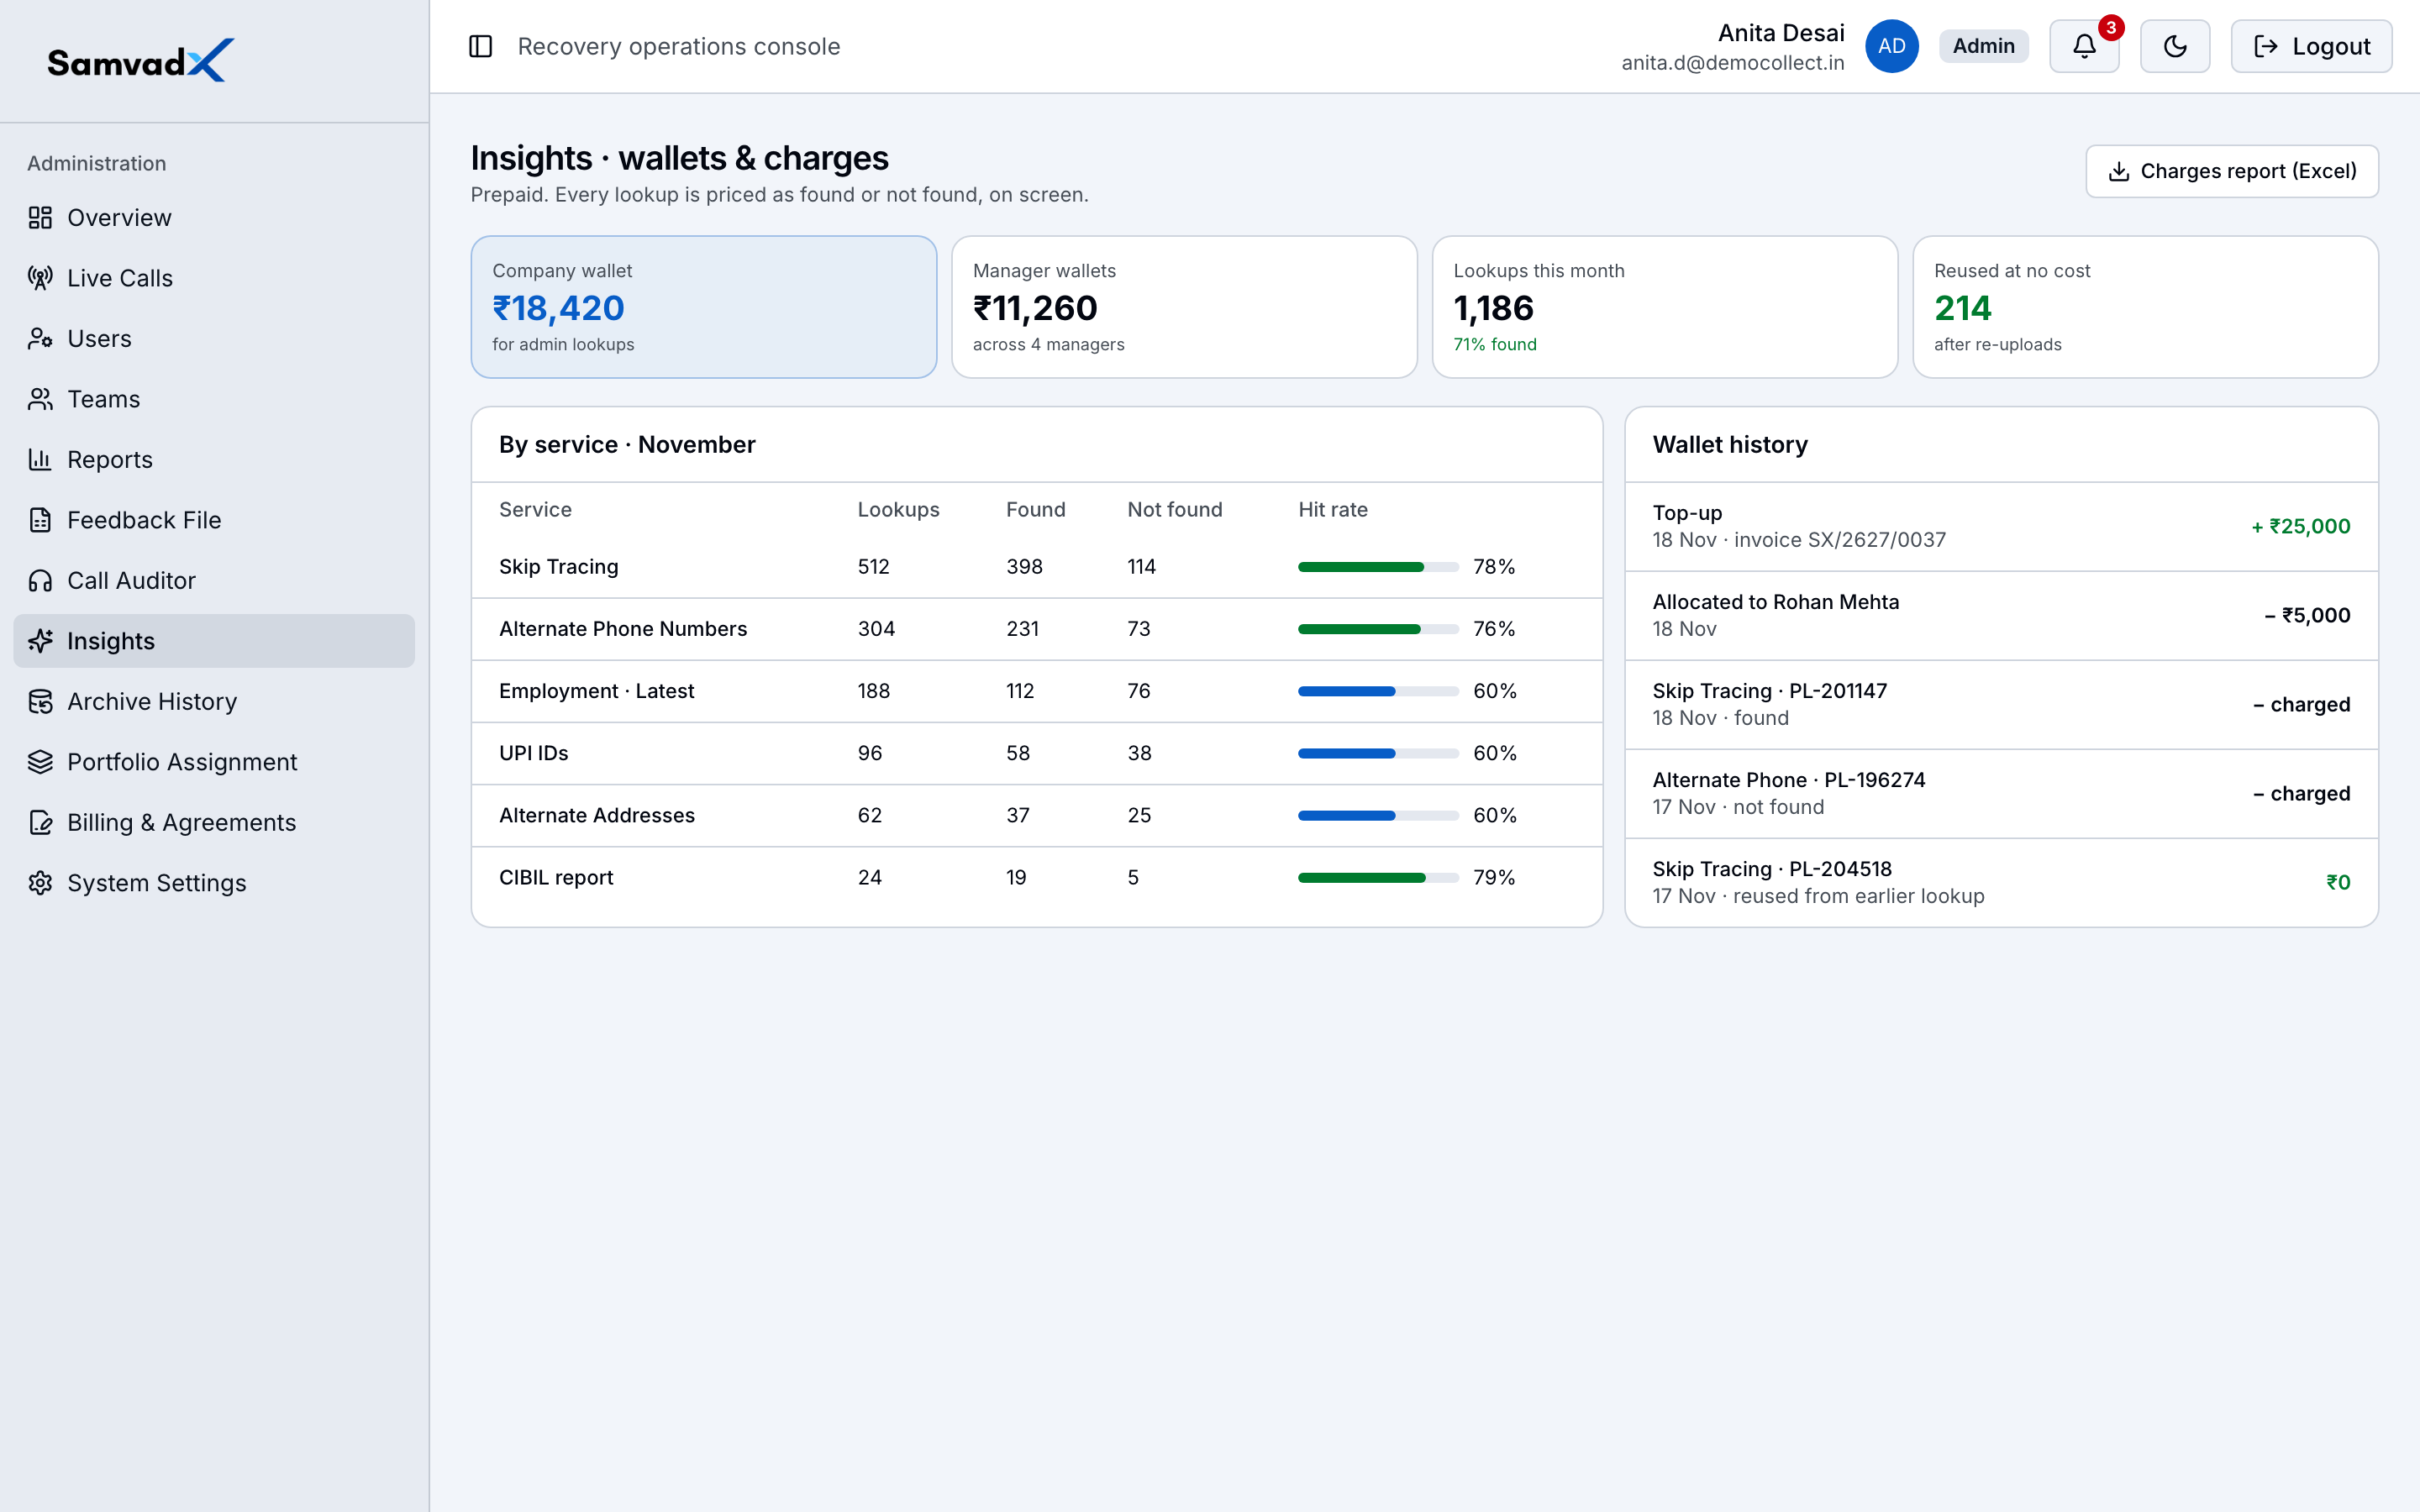 SamvadX
Recovery operations console
Anita Desai
anita.d@democollect.in
AD
Admin
3
Logout
Administration
Overview
Live Calls
Users
Teams
Reports
Feedback File
Call Auditor
Insights
Archive History
Portfolio Assignment
Billing & Agreements
System Settings
Insights · wallets & charges
Prepaid. Every lookup is priced as found or not found, on screen.
Charges report (Excel)
Company wallet
₹18,420
for admin lookups
Manager wallets
₹11,260
across 4 managers
Lookups this month
1,186
71% found
Reused at no cost
214
after re-uploads
By service · November
Service Lookups Found Not found Hit rate
Skip Tracing 512 398 114 78%
Alternate Phone Numbers 304 231 73 76%
Employment · Latest 188 112 76 60%
UPI IDs 96 58 38 60%
Alternate Addresses 62 37 25 60%
CIBIL report 24 19 5 79%
Wallet history
Top-up
18 Nov · invoice SX/2627/0037
+ ₹25,000
Allocated to Rohan Mehta
18 Nov
− ₹5,000
Skip Tracing · PL-201147
18 Nov · found
− charged
Alternate Phone · PL-196274
17 Nov · not found
− charged
Skip Tracing · PL-204518
17 Nov · reused from earlier lookup
₹0